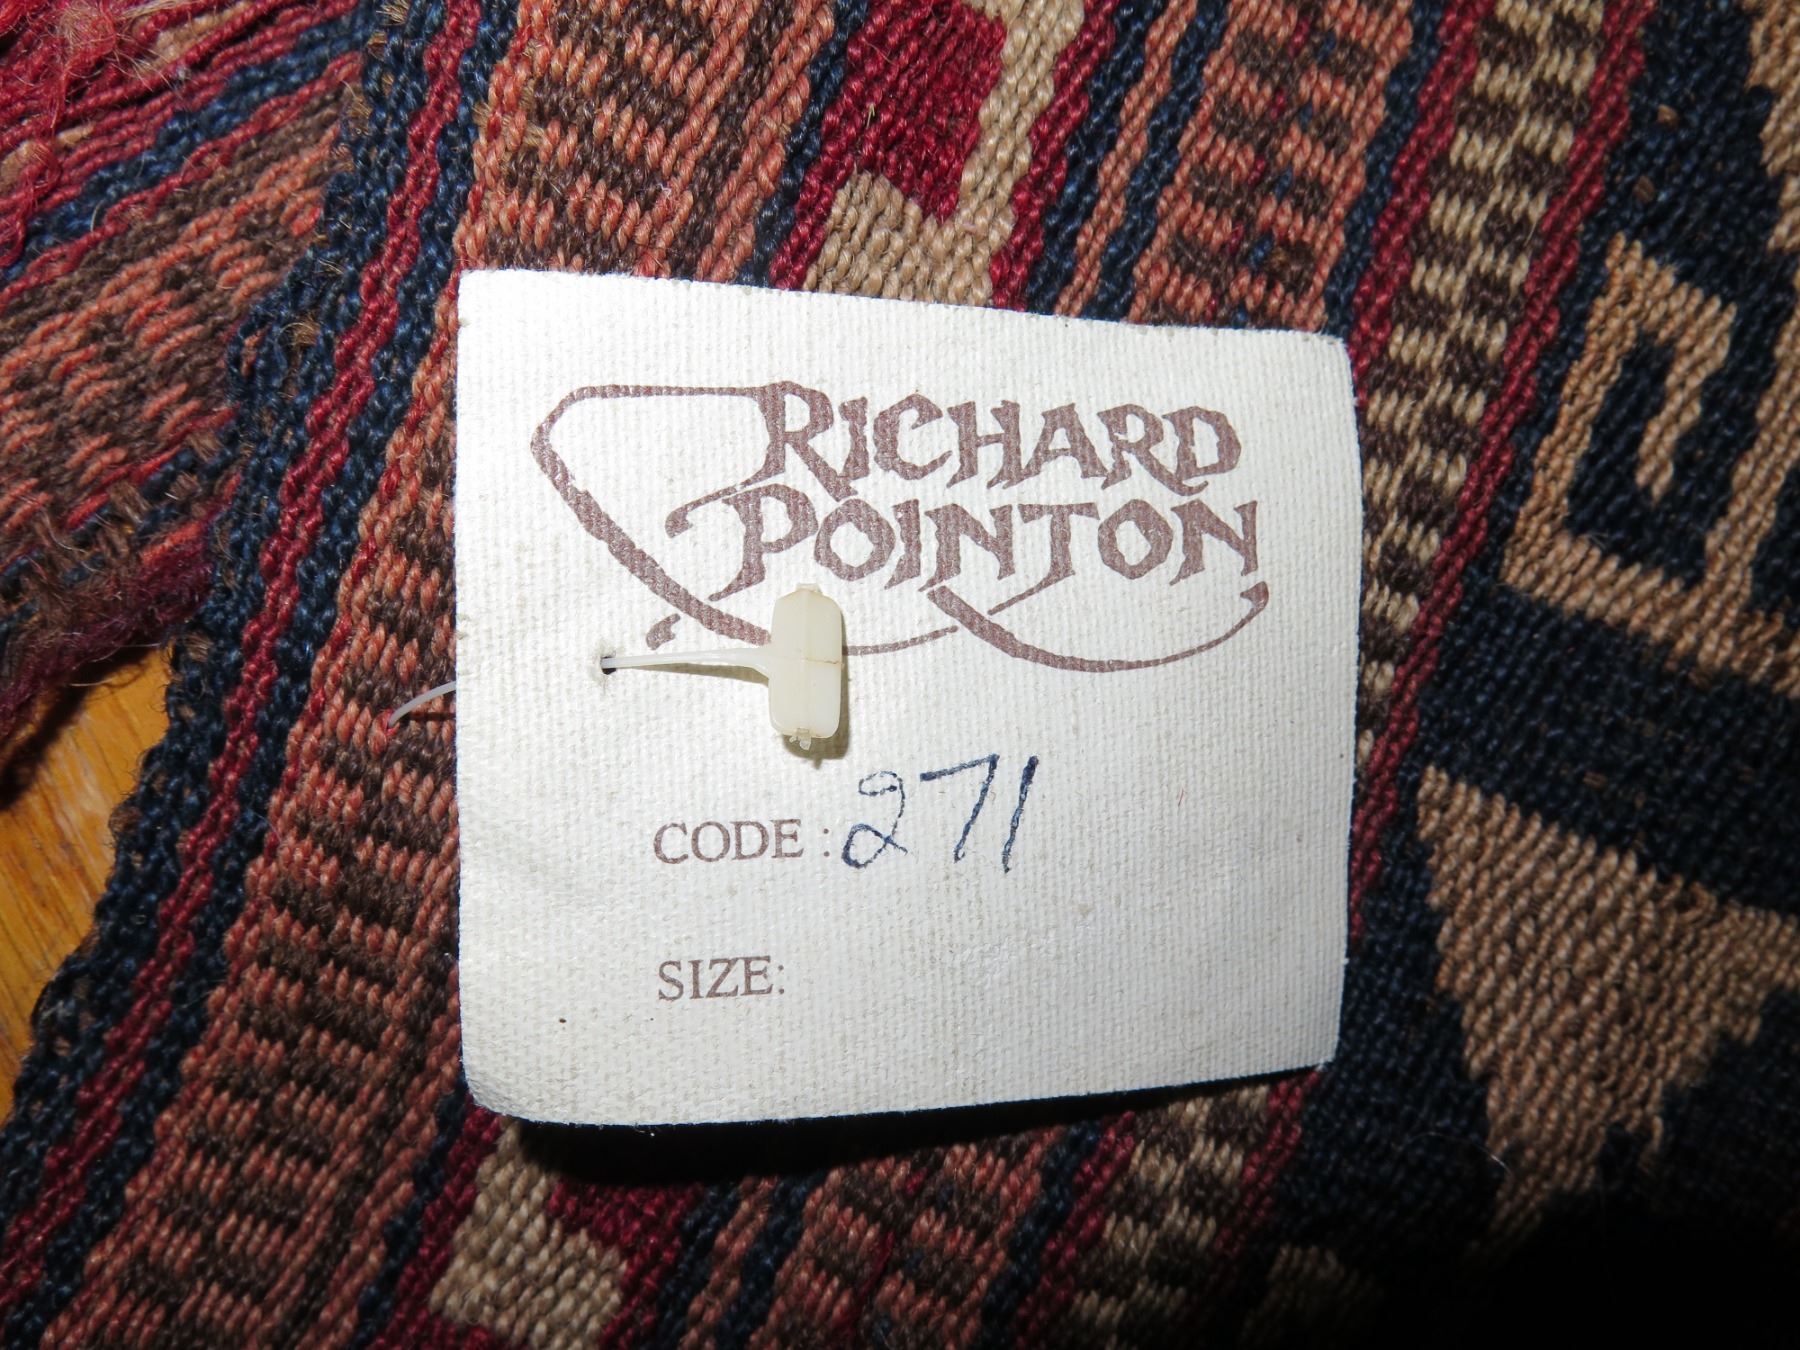 RICHARD
POINTON
CODE: 271
SIZE: